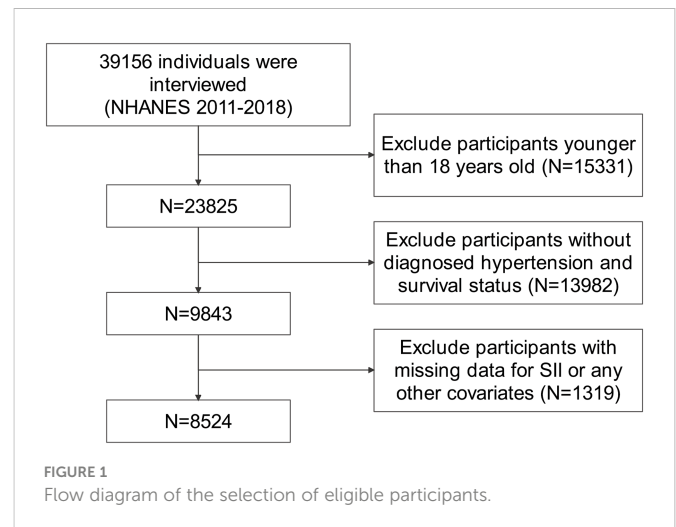 39156 individuals were
interviewed
(NHANES 2011-2018)
Exclude participants younger
than 18 years old (N=15331)
N=23825
Exclude participants without
diagnosed hypertension and
survival status (N=13982)
N=9843
Exclude participants with
missing data for SII or any
other covariates (N=1319)
N=8524
FIGURE 1
Flow diagram of the selection of eligible participants.